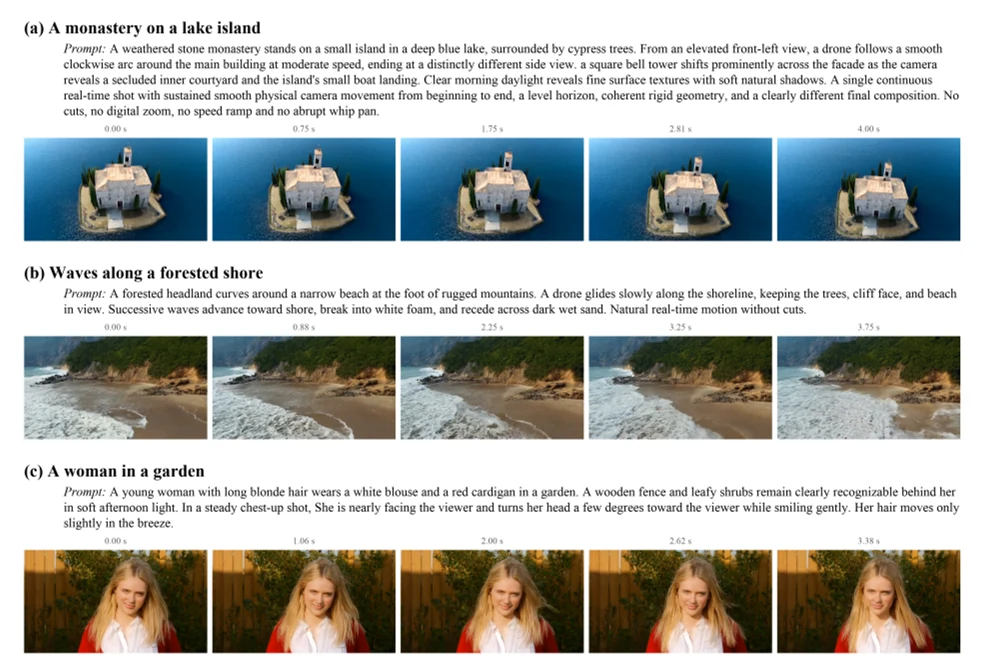 (a) A monastery on a lake island
Prompt: A weathered stone monastery stands on a small island in a deep blue lake, surrounded by cypress trees. From an elevated front-left view, a drone follows a smooth
clockwise arc around the main building at moderate speed, ending at a distinctly different side view. a square bell tower shifts prominently across the facade as the camera
reveals a secluded inner courtyard and the island's small boat landing. Clear morning daylight reveals fine surface textures with soft natural shadows. A single continuous
real-time shot with sustained smooth physical camera movement from beginning to end, a level horizon, coherent rigid geometry, and a clearly different final composition. No
cuts, no digital zoom, no speed ramp and no abrupt whip pan.
0.00 s 0.75 s 1.75 s 2.81 s 4.00 s
(b) Waves along a forested shore
Prompt: A forested headland curves around a narrow beach at the foot of rugged mountains. A drone glides slowly along the shoreline, keeping the trees, cliff face, and beach
in view. Successive waves advance toward shore, break into white foam, and recede across dark wet sand. Natural real-time motion without cuts.
0.00 s 0.88 s 2.25 s 3.25 s 3.75 s
(c) A woman in a garden
Prompt: A young woman with long blonde hair wears a white blouse and a red cardigan in a garden. A wooden fence and leafy shrubs remain clearly recognizable behind her
in soft afternoon light. In a steady chest-up shot, She is nearly facing the viewer and turns her head a few degrees toward the viewer while smiling gently. Her hair moves only
slightly in the breeze.
0.00 s 1.06 s 2.00 s 2.62 s 3.38 s